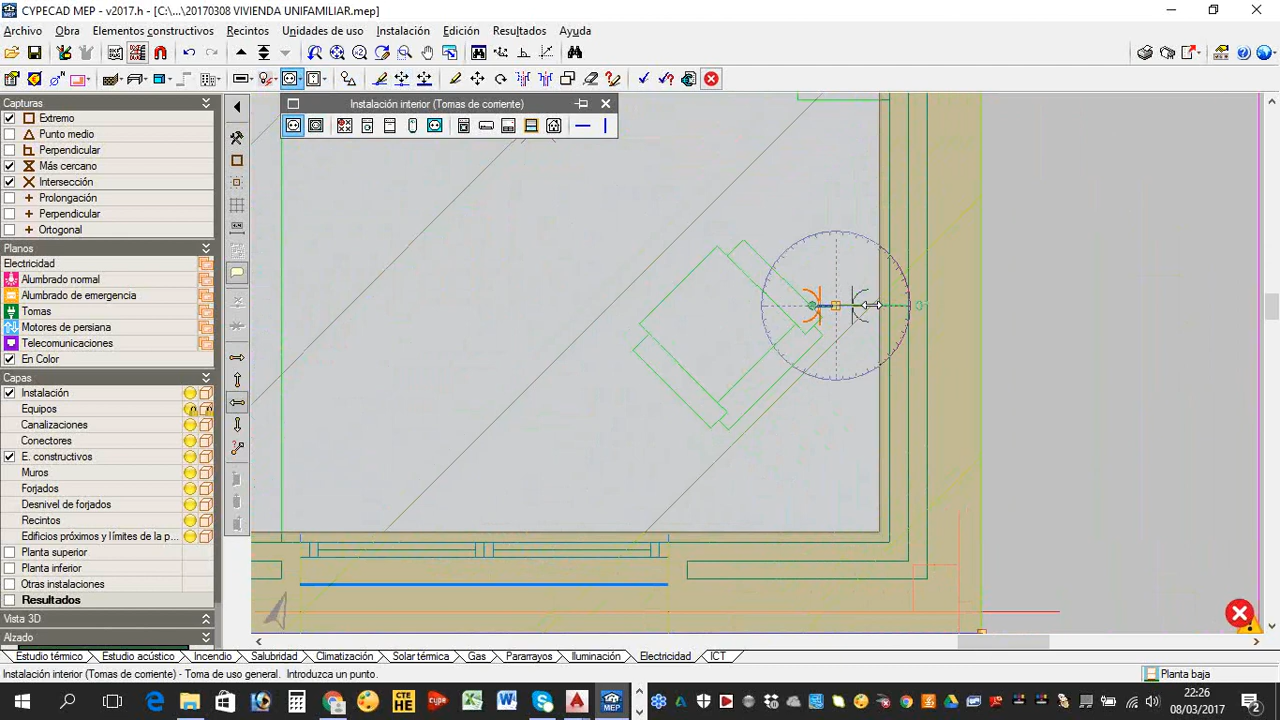 CYPECAD MEP - v2017.h - [C:\...\20170308 VIVIENDA UNIFAMILIAR.mep]
Archivo Obra Elementos constructivos Recintos Unidades de uso Instalación Edición Resultados Ayuda
Capturas
Extremo
Punto medio
Perpendicular
Más cercano
Intersección
Prolongación
Perpendicular
Ortogonal
Planos
Electricidad
Alumbrado normal
Alumbrado de emergencia
Tomas
Motores de persiana
Telecomunicaciones
En Color
Capas
Instalación
Equipos
Canalizaciones
Conectores
E. constructivos
Muros
Forjados
Desnivel de forjados
Recintos
Edificios próximos y límites de la p...
Planta superior
Planta inferior
Otras instalaciones
Resultados
Vista 3D
Alzado
Instalación interior (Tomas de corriente)
Estudio térmico Estudio acústico Incendio Salubridad Climatización Solar térmica Gas Pararrayos Iluminación Electricidad ICT
Instalación interior (Tomas de corriente) - Toma de uso general. Introduzca un punto.
Planta baja
CTE
HE
cype
MEP
22:26
08/03/2017